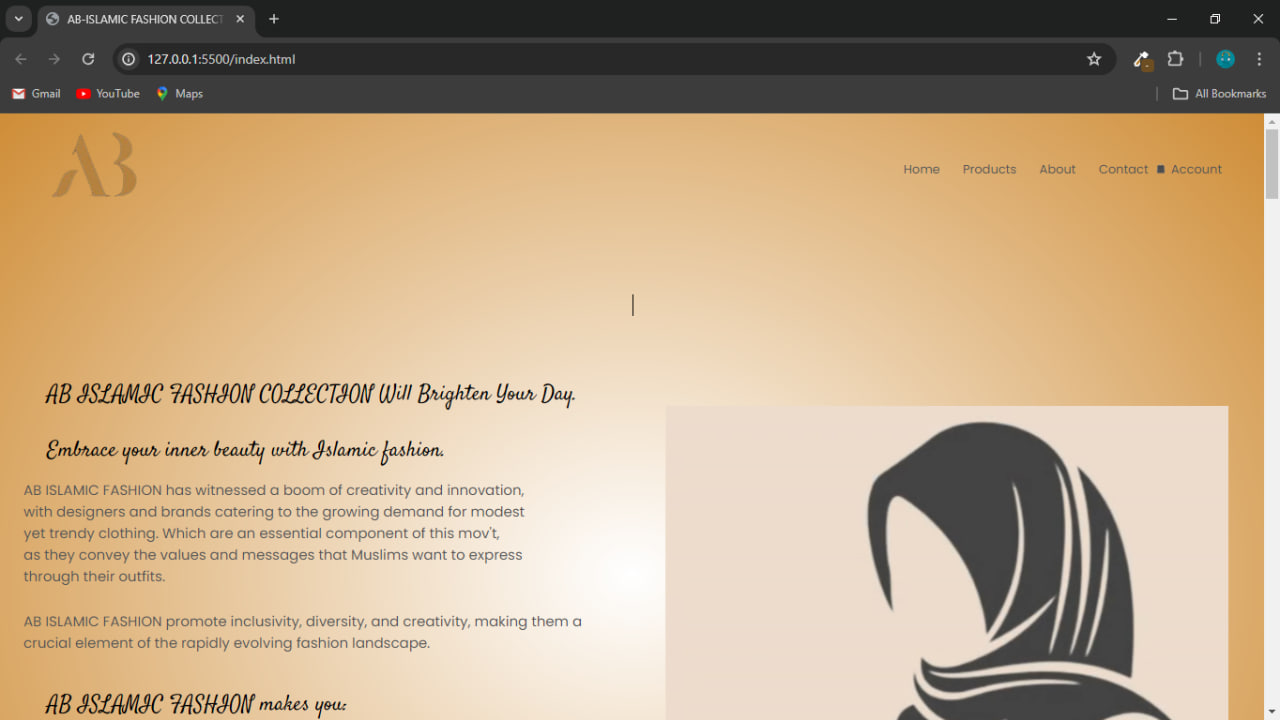 AB-ISLAMIC FASHION COLLECT
127.0.0.1:5500/index.html
Gmail
YouTube
Maps
All Bookmarks
AB
Home
Products
About
Contact
Account
AB ISLAMIC FASHION COLLECTION Will Brighten Your Day.
Embrace your inner beauty with Islamic fashion.
AB ISLAMIC FASHION has witnessed a boom of creativity and innovation,
with designers and brands catering to the growing demand for modest
yet trendy clothing. Which are an essential component of this mov't,
as they convey the values and messages that Muslims want to express
through their outfits.
AB ISLAMIC FASHION promote inclusivity, diversity, and creativity, making them a
crucial element of the rapidly evolving fashion landscape.
AB ISLAMIC FASHION makes you: